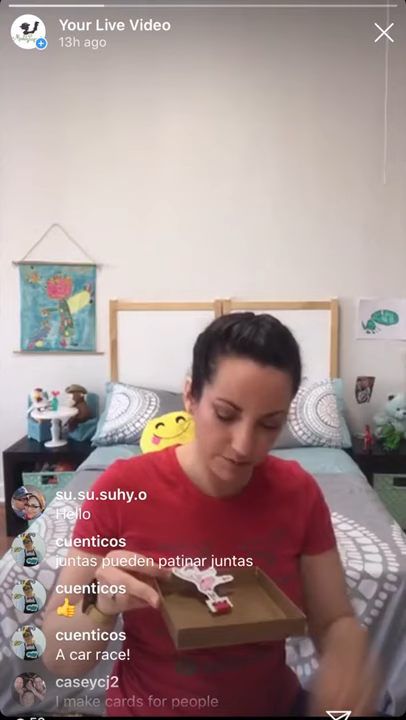 Your Live Video
13h ago
su.su.suhy.o
Hello
cuenticos
juntas pueden patinar juntas
cuenticos
👍
cuenticos
A car race!
caseycj2
I make cards for people